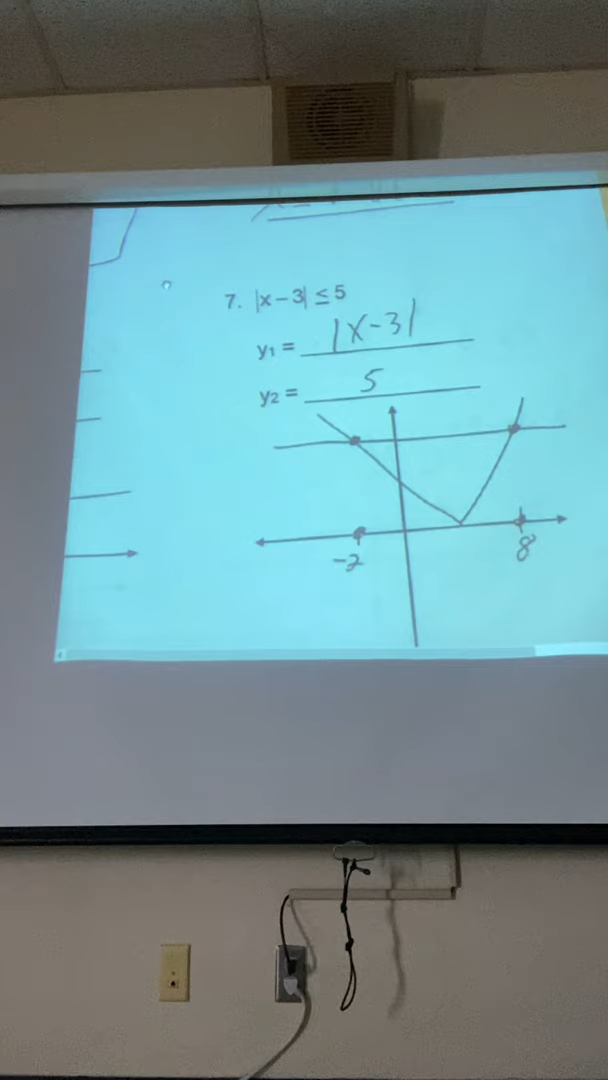 7. |x-3| ≤ 5
y₁ = |x-3|
y₂ = 5
-2 8